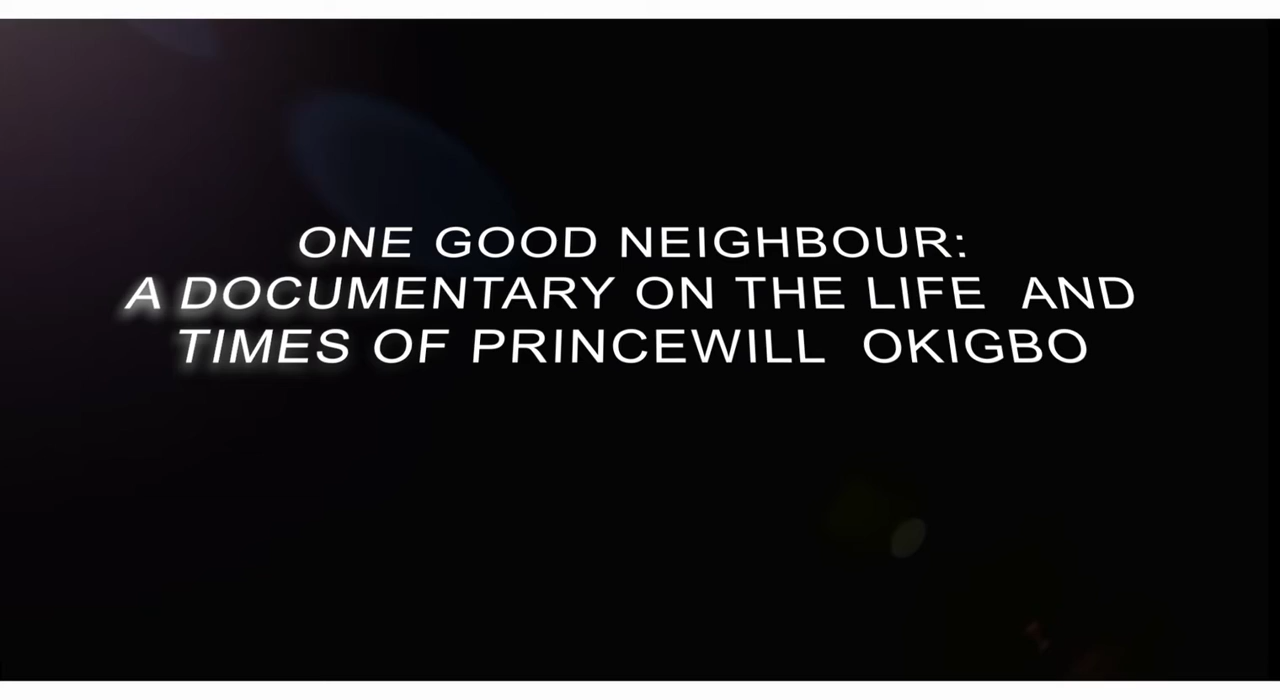 ONE GOOD NEIGHBOUR:
A DOCUMENTARY ON THE LIFE AND
TIMES OF PRINCEWILL OKIGBO